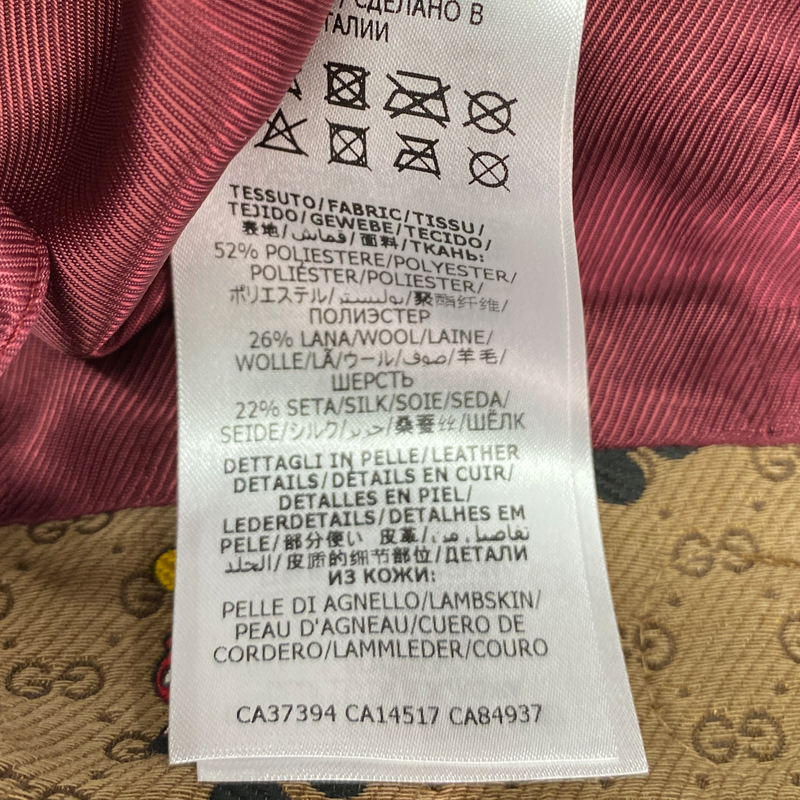 / СДЕЛАНО В
ИТАЛИИ
TESSUTO/FABRIC/TISSU/
TEJIDO/GEWEBE/TECIDO/
表地/قماش/面料/ТКАНЬ:
52% POLIESTERE/POLYESTER/
POLIÉSTER/POLIESTER/
ポリエステル/بوليستر/聚酯纤维/
ПОЛИЭСТЕР
26% LANA/WOOL/LAINE/
WOLLE/LÃ/ウール/صوف/羊毛/
ШЕРСТЬ
22% SETA/SILK/SOIE/SEDA/
SEIDE/シルク/حرير/桑蚕丝/ШЁЛК
DETTAGLI IN PELLE/LEATHER
DETAILS/DÉTAILS EN CUIR/
DETALLES EN PIEL/
LEDERDETAILS/DETALHES EM
PELE/部分使い 皮革/تفاصيل من
الجلد/皮质的细节部位/ДЕТАЛИ
ИЗ КОЖИ:
PELLE DI AGNELLO/LAMBSKIN/
PEAU D'AGNEAU/CUERO DE
CORDERO/LAMMLEDER/COURO
CA37394 CA14517 CA84937